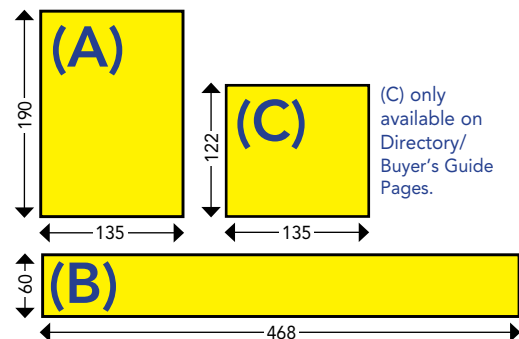 (A)
190
135
(C)
122
135
(C) only
available on
Directory/
Buyer's Guide
Pages.
(B)
60
468